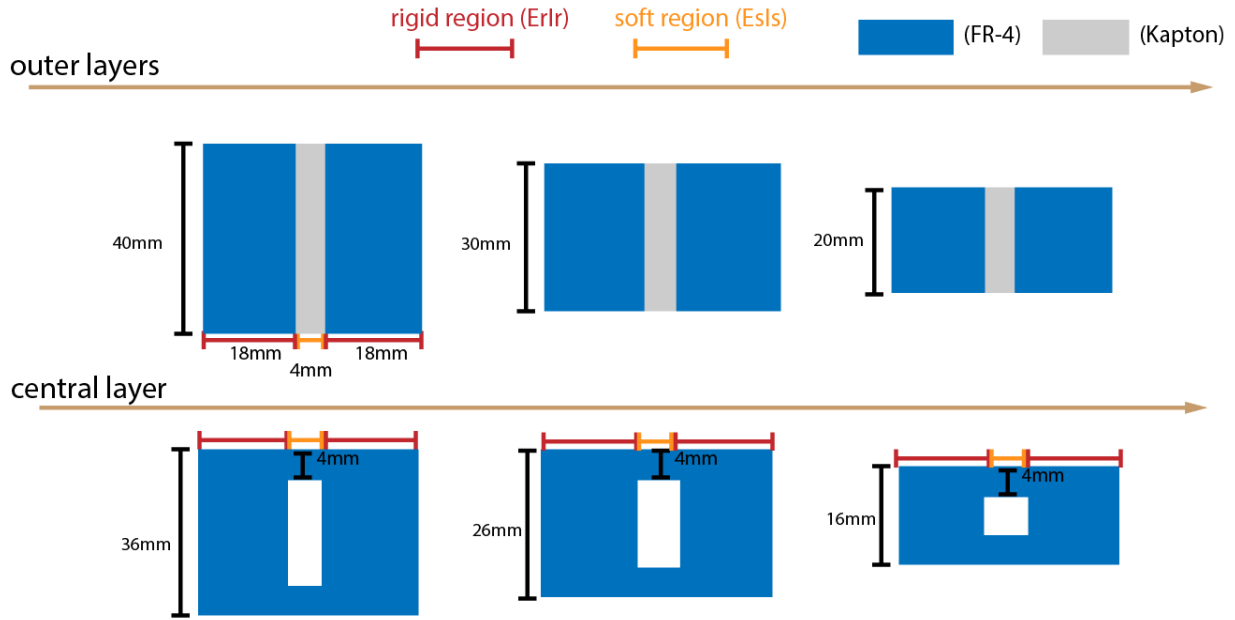 rigid region (ErIr)
soft region (EsIs)
(FR-4)
(Kapton)
outer layers
40mm
30mm
20mm
18mm
18mm
4mm
central layer
4mm
4mm
4mm
36mm
26mm
16mm